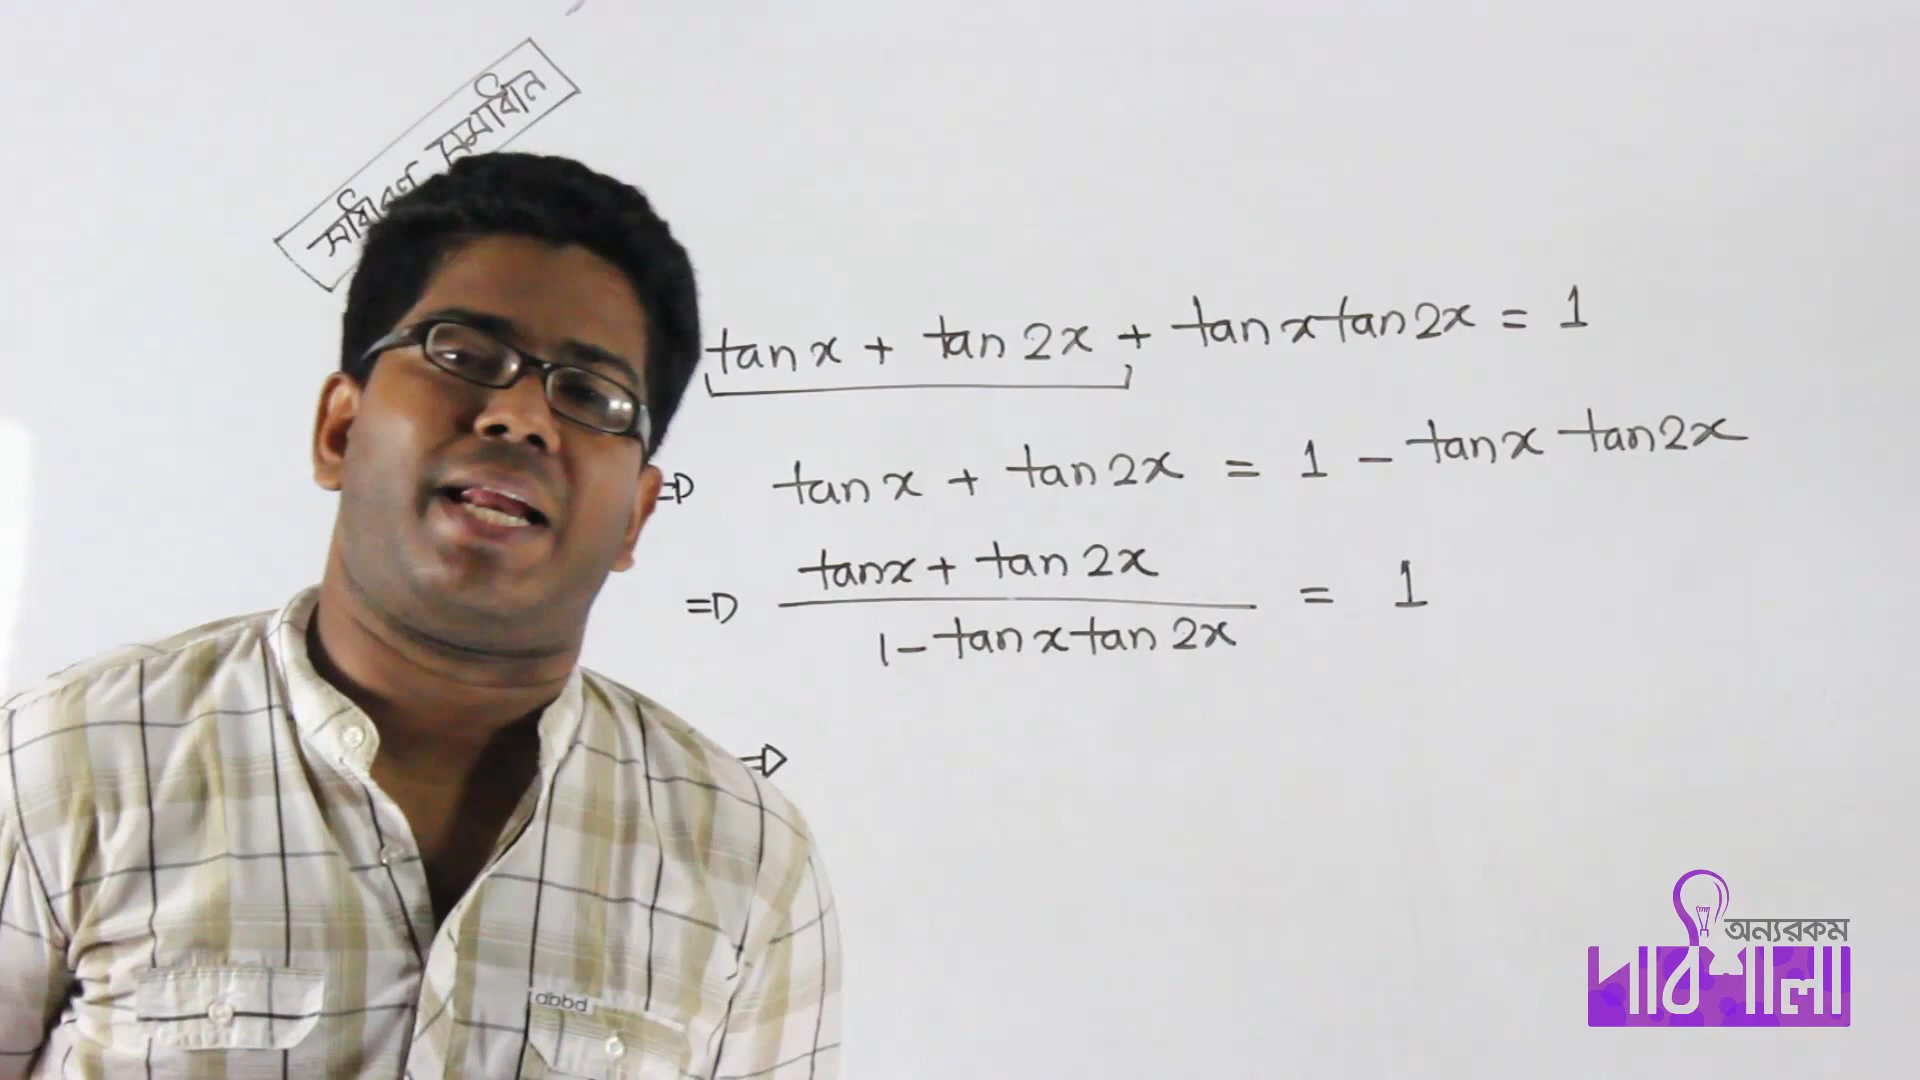 সাধারণ সমাধান
tan x + tan 2x + tan x tan 2x = 1
⇒ tan x + tan 2x = 1 - tan x tan 2x
⇒ tan x + tan 2x = 1
1 - tan x tan 2x
⇒
abbd
অন্যরকম
পাঠশালা